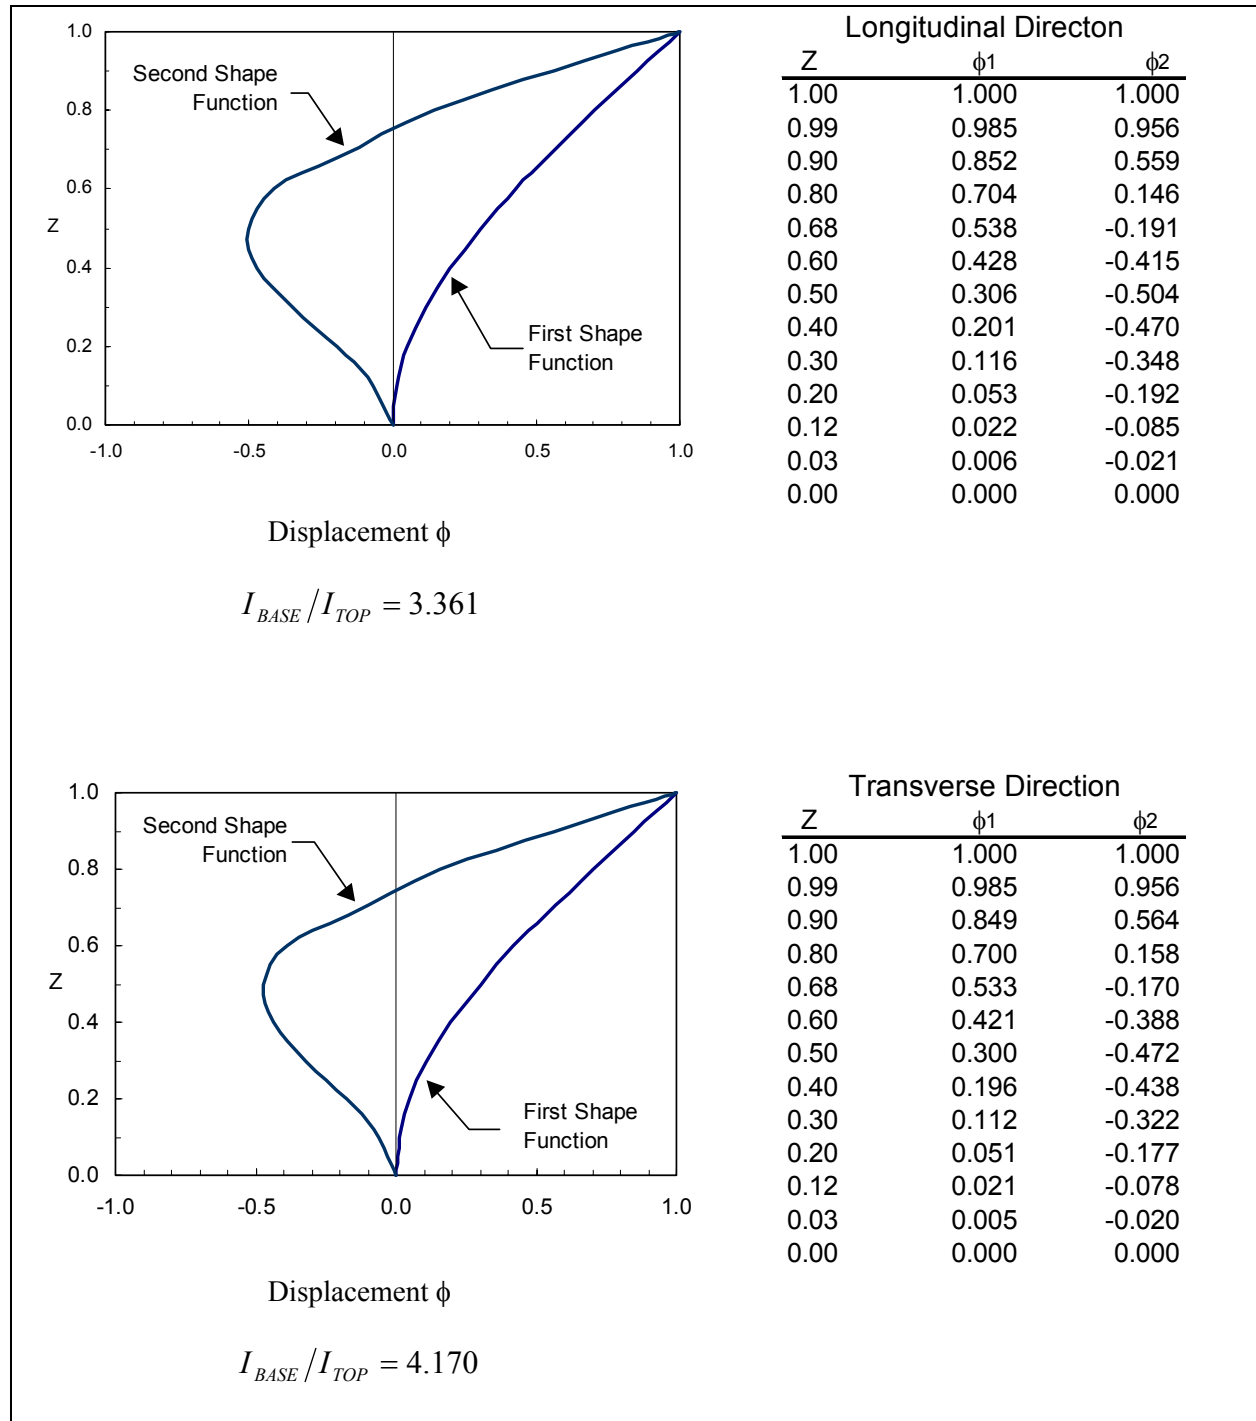 1.0
0.8
0.6
0.4
0.2
0.0
Z
-1.0 -0.5 0.0 0.5 1.0
Second Shape
Function
First Shape
Function
Displacement ϕ
I_BASE/I_TOP = 3.361
Longitudinal Directon
Z ϕ1 ϕ2
1.00 1.000 1.000
0.99 0.985 0.956
0.90 0.852 0.559
0.80 0.704 0.146
0.68 0.538 -0.191
0.60 0.428 -0.415
0.50 0.306 -0.504
0.40 0.201 -0.470
0.30 0.116 -0.348
0.20 0.053 -0.192
0.12 0.022 -0.085
0.03 0.006 -0.021
0.00 0.000 0.000
1.0
0.8
0.6
0.4
0.2
0.0
Z
-1.0 -0.5 0.0 0.5 1.0
Second Shape
Function
First Shape
Function
Displacement ϕ
I_BASE/I_TOP = 4.170
Transverse Direction
Z ϕ1 ϕ2
1.00 1.000 1.000
0.99 0.985 0.956
0.90 0.849 0.564
0.80 0.700 0.158
0.68 0.533 -0.170
0.60 0.421 -0.388
0.50 0.300 -0.472
0.40 0.196 -0.438
0.30 0.112 -0.322
0.20 0.051 -0.177
0.12 0.021 -0.078
0.03 0.005 -0.020
0.00 0.000 0.000